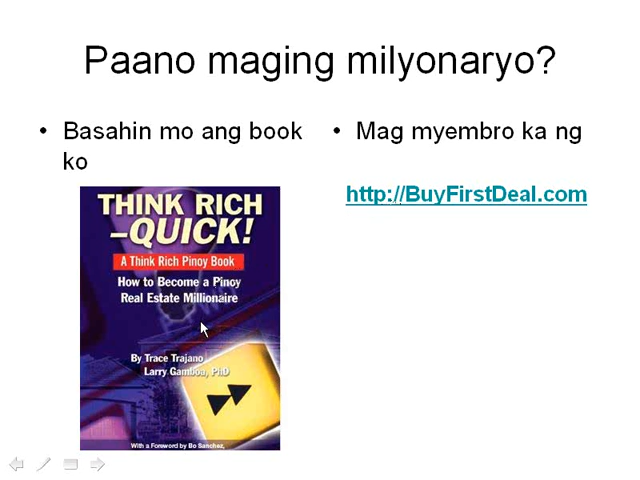 Paano maging milyonaryo?
• Basahin mo ang book
ko
THINK RICH
–QUICK!
A Think Rich Pinoy Book
How to Become a Pinoy
Real Estate Millionaire
By Trace Trajano
Larry Gamboa, PhD
With a Foreword by Bo Sanchez,
• Mag myembro ka ng
http://BuyFirstDeal.com